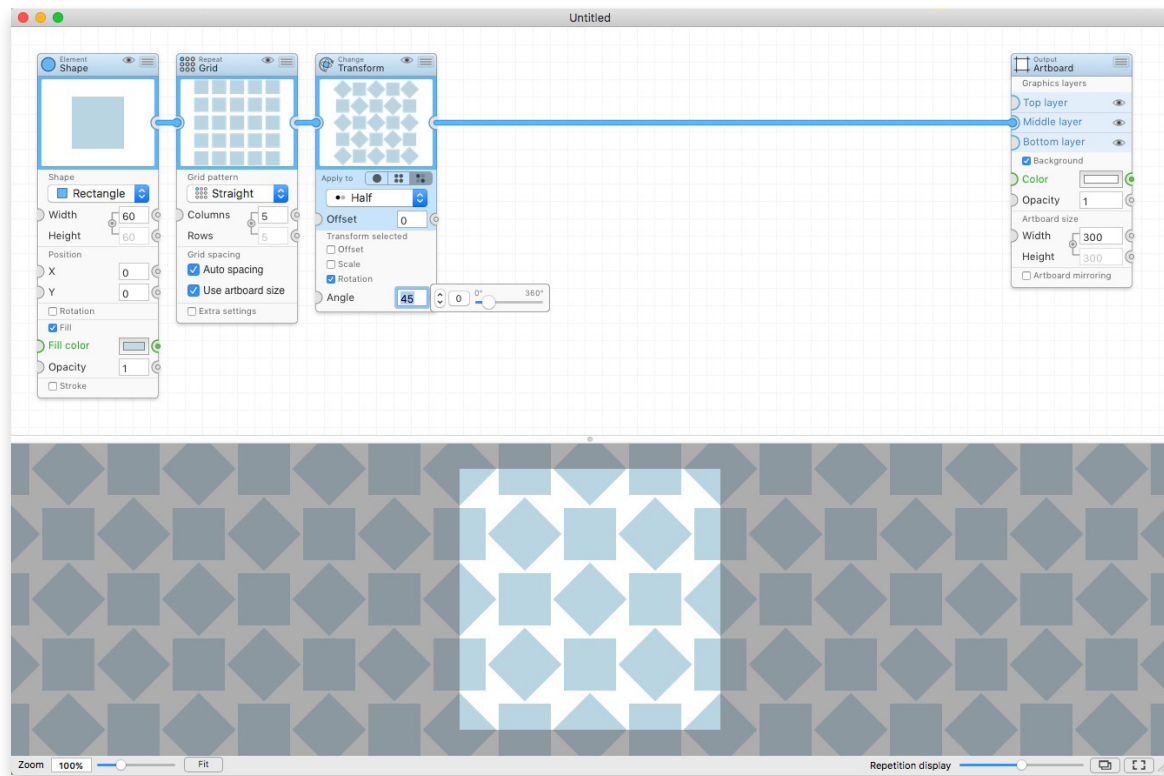 Untitled
Element
Shape
Shape
Rectangle
Width 60
Height 60
Position
X 0
Y 0
Rotation
Fill
Fill color
Opacity 1
Stroke
Repeat
Grid
Grid pattern
Straight
Columns 5
Rows 5
Grid spacing
Auto spacing
Use artboard size
Extra settings
Change
Transform
Apply to
Half
Offset 0
Transform selected
Offset
Scale
Rotation
Angle 45 0 0° 360°
Output
Artboard
Graphics layers
Top layer
Middle layer
Bottom layer
Background
Color
Opacity 1
Artboard size
Width 300
Height 300
Artboard mirroring
Zoom 100% Fit Repetition display